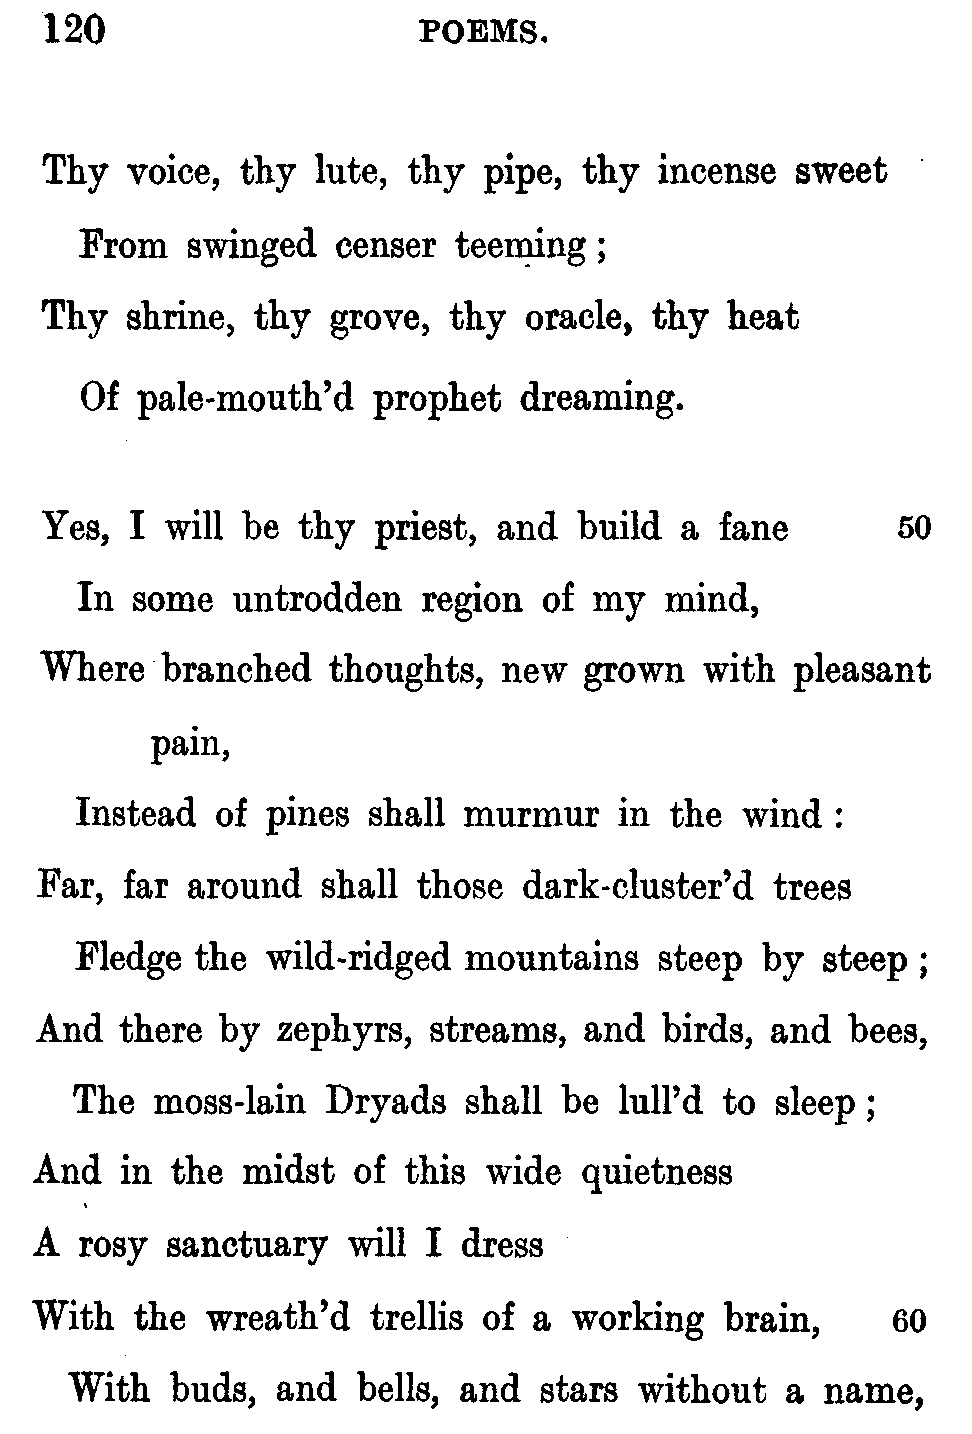 120 POEMS.
Thy voice, thy lute, thy pipe, thy incense sweet
From swinged censer teeming ;
Thy shrine, thy grove, thy oracle, thy heat
Of pale-mouth'd prophet dreaming.
Yes, I will be thy priest, and build a fane 50
In some untrodden region of my mind,
Where branched thoughts, new grown with pleasant
pain,
Instead of pines shall murmur in the wind :
Far, far around shall those dark-cluster'd trees
Fledge the wild-ridged mountains steep by steep ;
And there by zephyrs, streams, and birds, and bees,
The moss-lain Dryads shall be lull'd to sleep ;
And in the midst of this wide quietness
A rosy sanctuary will I dress
With the wreath'd trellis of a working brain, 60
With buds, and bells, and stars without a name,